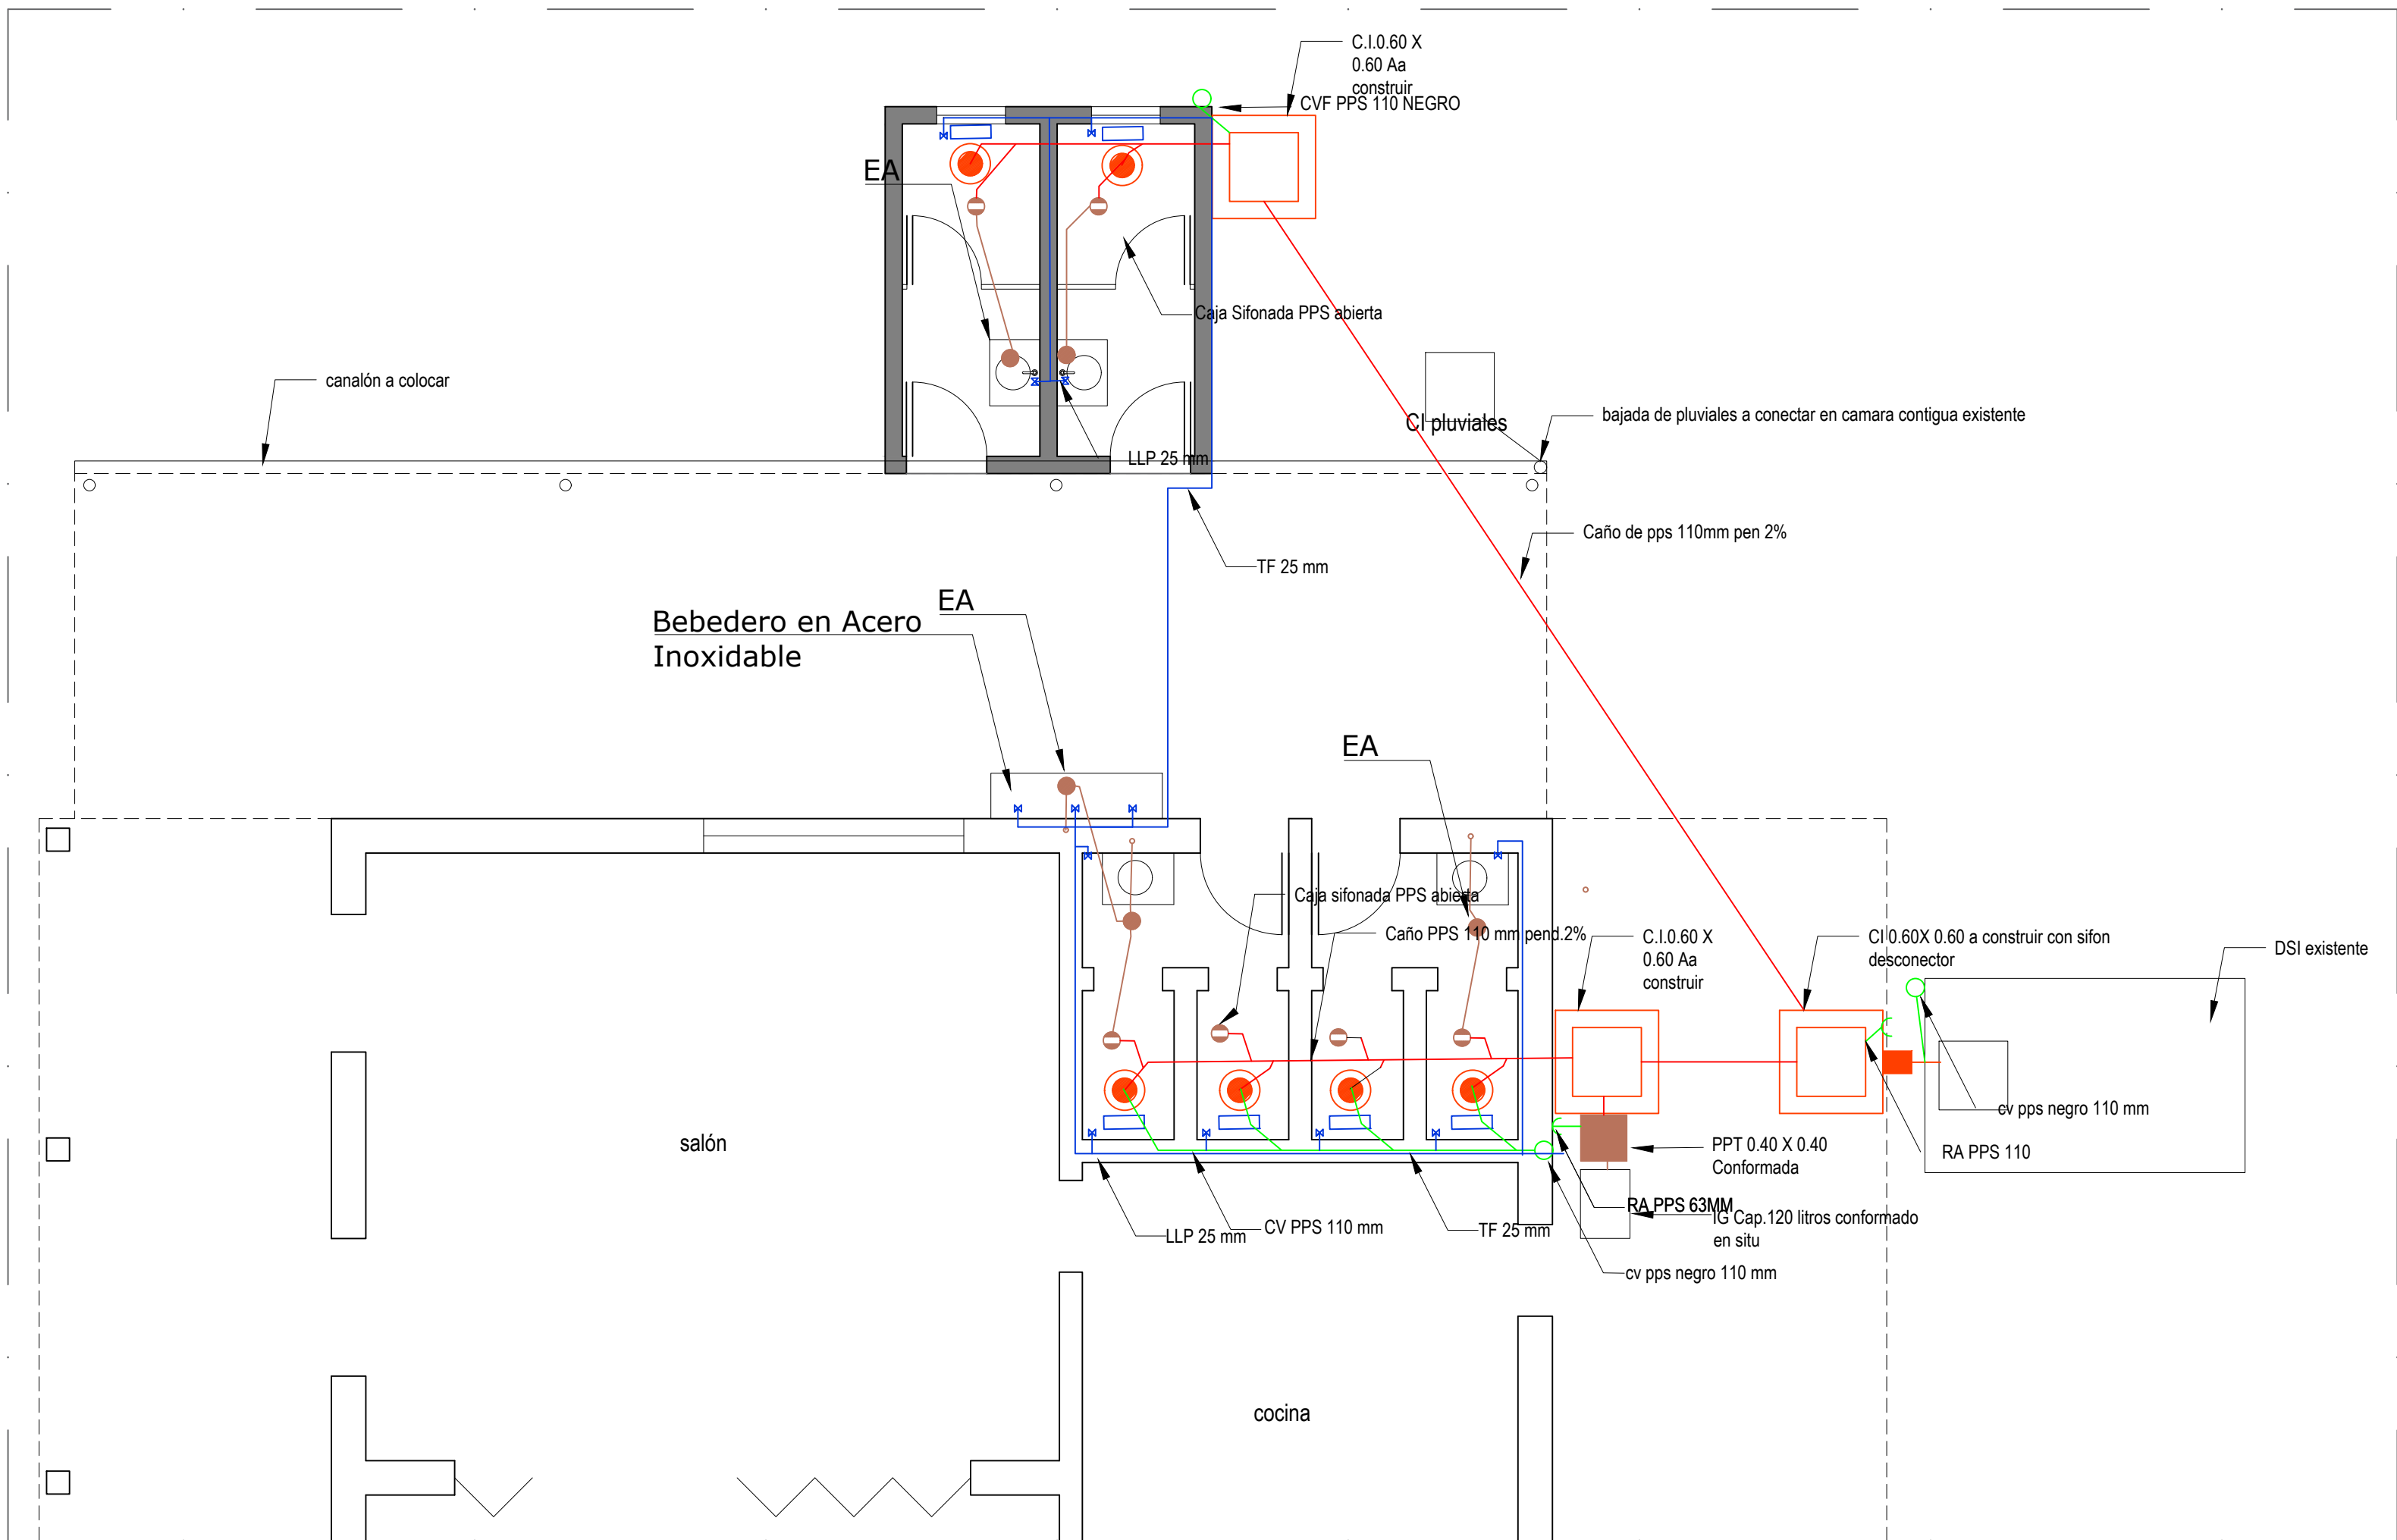 C.I.0.60 X
0.60 Aa
construir
CVF PPS 110 NEGRO
EA
Caja Sifonada PPS abierta
canalón a colocar
CI pluviales
bajada de pluviales a conectar en camara contigua existente
LLP 25 mm
Caño de pps 110mm pen 2%
TF 25 mm
EA
Bebedero en Acero
Inoxidable
EA
Caja sifonada PPS abierta
Caño PPS 110 mm pend.2%
C.I.0.60 X
0.60 Aa
construir
CI 0.60X 0.60 a construir con sifon
desconector
DSI existente
cv pps negro 110 mm
salón
PPT 0.40 X 0.40
Conformada
RA PPS 110
RA PPS 63MM
IG Cap.120 litros conformado
en situ
LLP 25 mm
CV PPS 110 mm
TF 25 mm
cv pps negro 110 mm
cocina